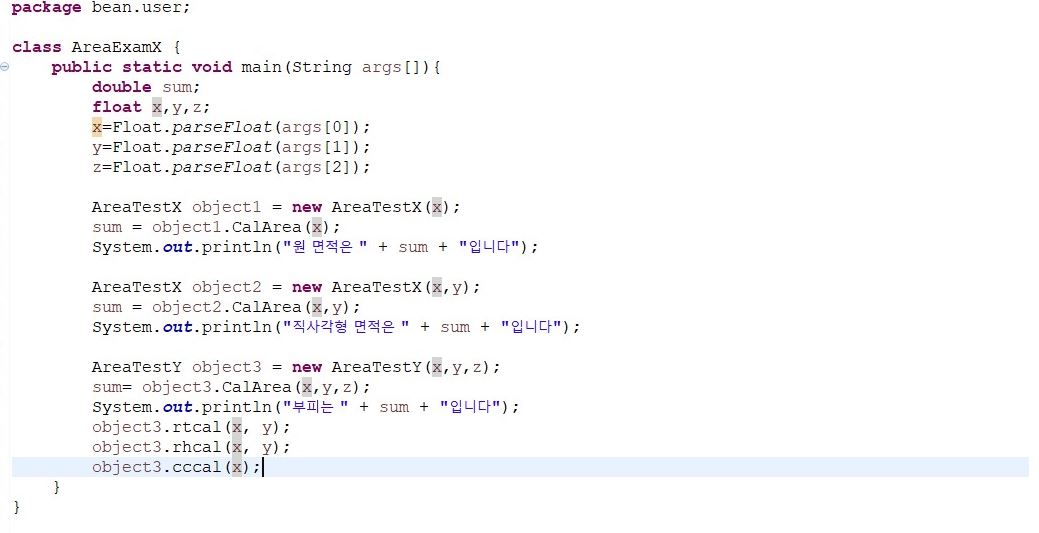 package bean.user;
class AreaExamX {
public static void main(String args[]){
double sum;
float x,y,z;
x=Float.parseFloat(args[0]);
y=Float.parseFloat(args[1]);
z=Float.parseFloat(args[2]);
AreaTestX object1 = new AreaTestX(x);
sum = object1.CalArea(x);
System.out.println("원 면적은 " + sum + "입니다");
AreaTestX object2 = new AreaTestX(x,y);
sum = object2.CalArea(x,y);
System.out.println("직사각형 면적은 " + sum + "입니다");
AreaTestY object3 = new AreaTestY(x,y,z);
sum= object3.CalArea(x,y,z);
System.out.println("부피는 " + sum + "입니다");
object3.rtcal(x, y);
object3.rhcal(x, y);
object3.cccal(x);
}
}